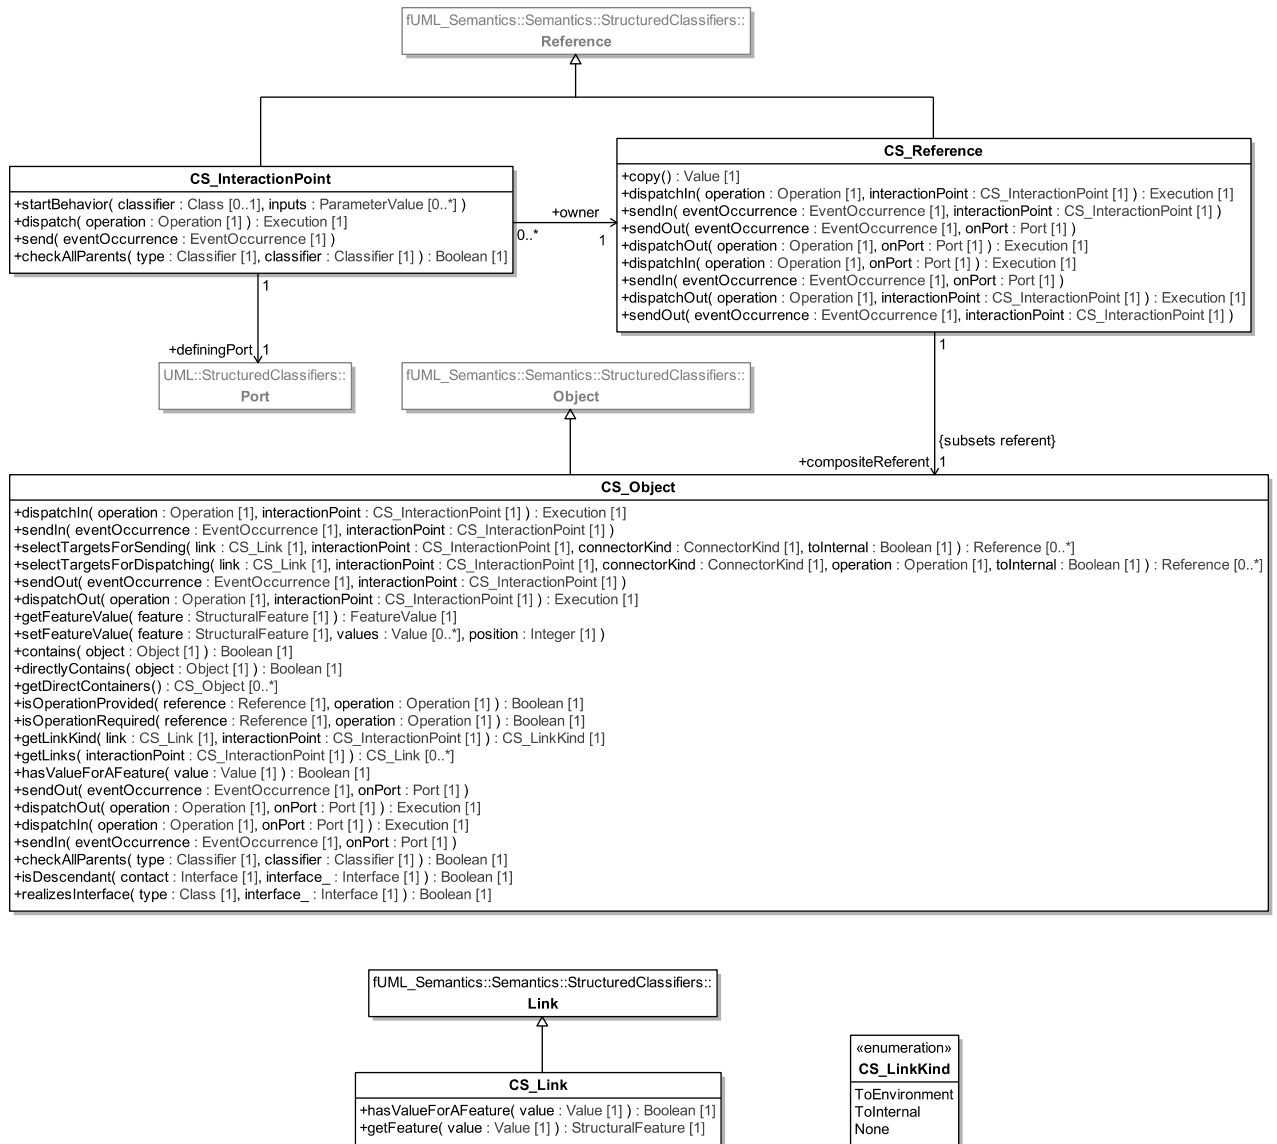 fUML_Semantics::Semantics::StructuredClassifiers::
Reference
CS_InteractionPoint
+startBehavior( classifier : Class [0..1], inputs : ParameterValue [0..*] )
+dispatch( operation : Operation [1] ) : Execution [1]
+send( eventOccurrence : EventOccurrence [1] )
+checkAllParents( type : Classifier [1], classifier : Classifier [1] ) : Boolean [1]
+owner
0..*
1
CS_Reference
+copy() : Value [1]
+dispatchIn( operation : Operation [1], interactionPoint : CS_InteractionPoint [1] ) : Execution [1]
+sendIn( eventOccurrence : EventOccurrence [1], interactionPoint : CS_InteractionPoint [1] )
+sendOut( eventOccurrence : EventOccurrence [1], onPort : Port [1] )
+dispatchOut( operation : Operation [1], onPort : Port [1] ) : Execution [1]
+dispatchIn( operation : Operation [1], onPort : Port [1] ) : Execution [1]
+sendIn( eventOccurrence : EventOccurrence [1], onPort : Port [1] )
+dispatchOut( operation : Operation [1], interactionPoint : CS_InteractionPoint [1] ) : Execution [1]
+sendOut( eventOccurrence : EventOccurrence [1], interactionPoint : CS_InteractionPoint [1] )
1
+definingPort
1
UML::StructuredClassifiers::
Port
fUML_Semantics::Semantics::StructuredClassifiers::
Object
1
{subsets referent}
+compositeReferent
1
CS_Object
+dispatchIn( operation : Operation [1], interactionPoint : CS_InteractionPoint [1] ) : Execution [1]
+sendIn( eventOccurrence : EventOccurrence [1], interactionPoint : CS_InteractionPoint [1] )
+selectTargetsForSending( link : CS_Link [1], interactionPoint : CS_InteractionPoint [1], connectorKind : ConnectorKind [1], toInternal : Boolean [1] ) : Reference [0..*]
+selectTargetsForDispatching( link : CS_Link [1], interactionPoint : CS_InteractionPoint [1], connectorKind : ConnectorKind [1], operation : Operation [1], toInternal : Boolean [1] ) : Reference [0..*]
+sendOut( eventOccurrence : EventOccurrence [1], interactionPoint : CS_InteractionPoint [1] )
+dispatchOut( operation : Operation [1], interactionPoint : CS_InteractionPoint [1] ) : Execution [1]
+getFeatureValue( feature : StructuralFeature [1] ) : FeatureValue [1]
+setFeatureValue( feature : StructuralFeature [1], values : Value [0..*], position : Integer [1] )
+contains( object : Object [1] ) : Boolean [1]
+directlyContains( object : Object [1] ) : Boolean [1]
+getDirectContainers() : CS_Object [0..*]
+isOperationProvided( reference : Reference [1], operation : Operation [1] ) : Boolean [1]
+isOperationRequired( reference : Reference [1], operation : Operation [1] ) : Boolean [1]
+getLinkKind( link : CS_Link [1], interactionPoint : CS_InteractionPoint [1] ) : CS_LinkKind [1]
+getLinks( interactionPoint : CS_InteractionPoint [1] ) : CS_Link [0..*]
+hasValueForAFeature( value : Value [1] ) : Boolean [1]
+sendOut( eventOccurrence : EventOccurrence [1], onPort : Port [1] )
+dispatchOut( operation : Operation [1], onPort : Port [1] ) : Execution [1]
+dispatchIn( operation : Operation [1], onPort : Port [1] ) : Execution [1]
+sendIn( eventOccurrence : EventOccurrence [1], onPort : Port [1] )
+checkAllParents( type : Classifier [1], classifier : Classifier [1] ) : Boolean [1]
+isDescendant( contact : Interface [1], interface_ : Interface [1] ) : Boolean [1]
+realizesInterface( type : Class [1], interface_ : Interface [1] ) : Boolean [1]
fUML_Semantics::Semantics::StructuredClassifiers::
Link
CS_Link
+hasValueForAFeature( value : Value [1] ) : Boolean [1]
+getFeature( value : Value [1] ) : StructuralFeature [1]
«enumeration»
CS_LinkKind
ToEnvironment
ToInternal
None